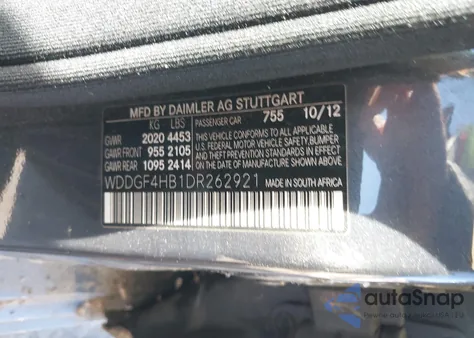 MFD BY DAIMLER AG STUTTGART
KG LBS PASSENGER CAR 755 10/12
GVWR 2020 4453 THIS VEHICLE CONFORMS TO ALL APPLICABLE
GAWR FRONT 955 2105 U.S. FEDERAL MOTOR VEHICLE SAFETY,
GAWR REAR 1095 2414 BUMPER, AND THEFT PREVENTION STANDARDS IN EFFECT
ON THE DATE OF MANUFACTURE SHOWN ABOVE.
WDDGF4HB1DR262921 MADE IN SOUTH AFRICA
autoSnap